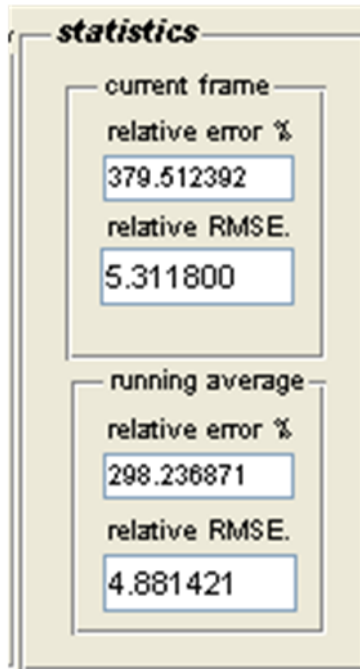 statistics
current frame
relative error %
379.512392
relative RMSE.
5.311800
running average
relative error %
298.236871
relative RMSE.
4.881421